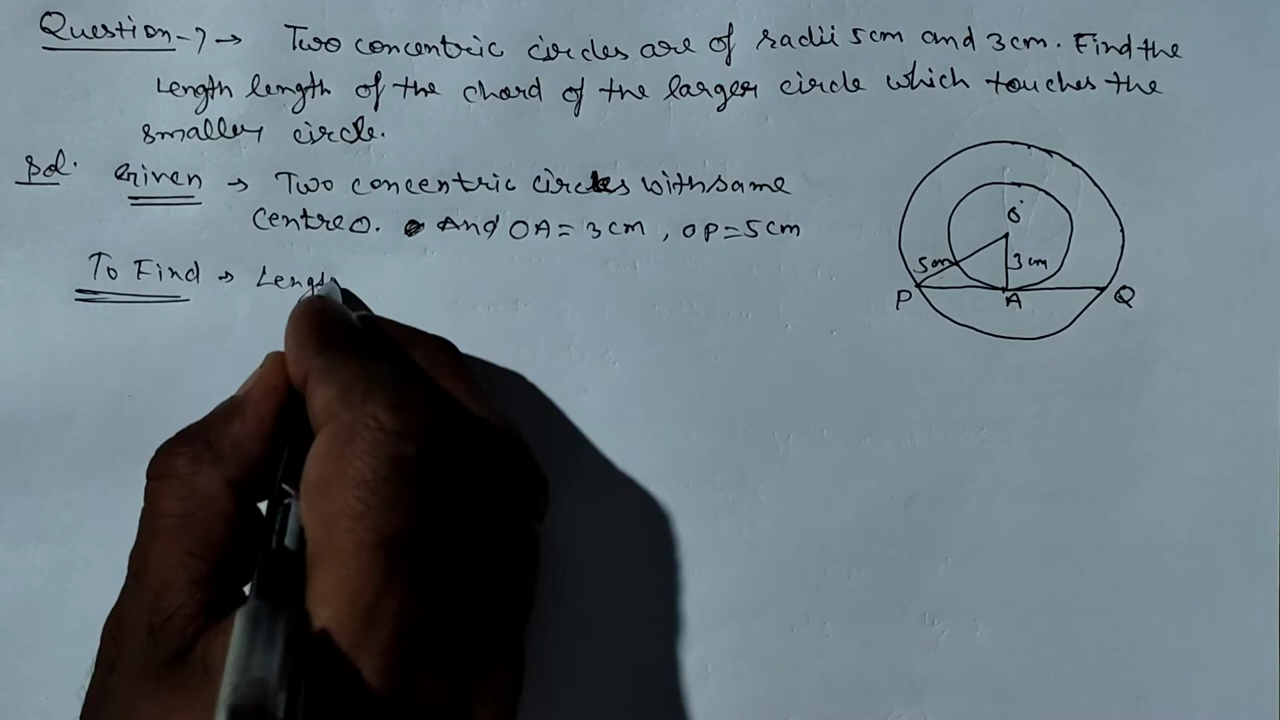 Question-7→ Two concentric circles are of radii 5cm and 3cm. Find the
Length length of the chord of the larger circle which touches the
smaller circle.
Sol. Given → Two concentric circles with same
Centre O. And OA = 3cm, OP = 5cm
To Find → Length
O
5cm
3cm
P
A
Q